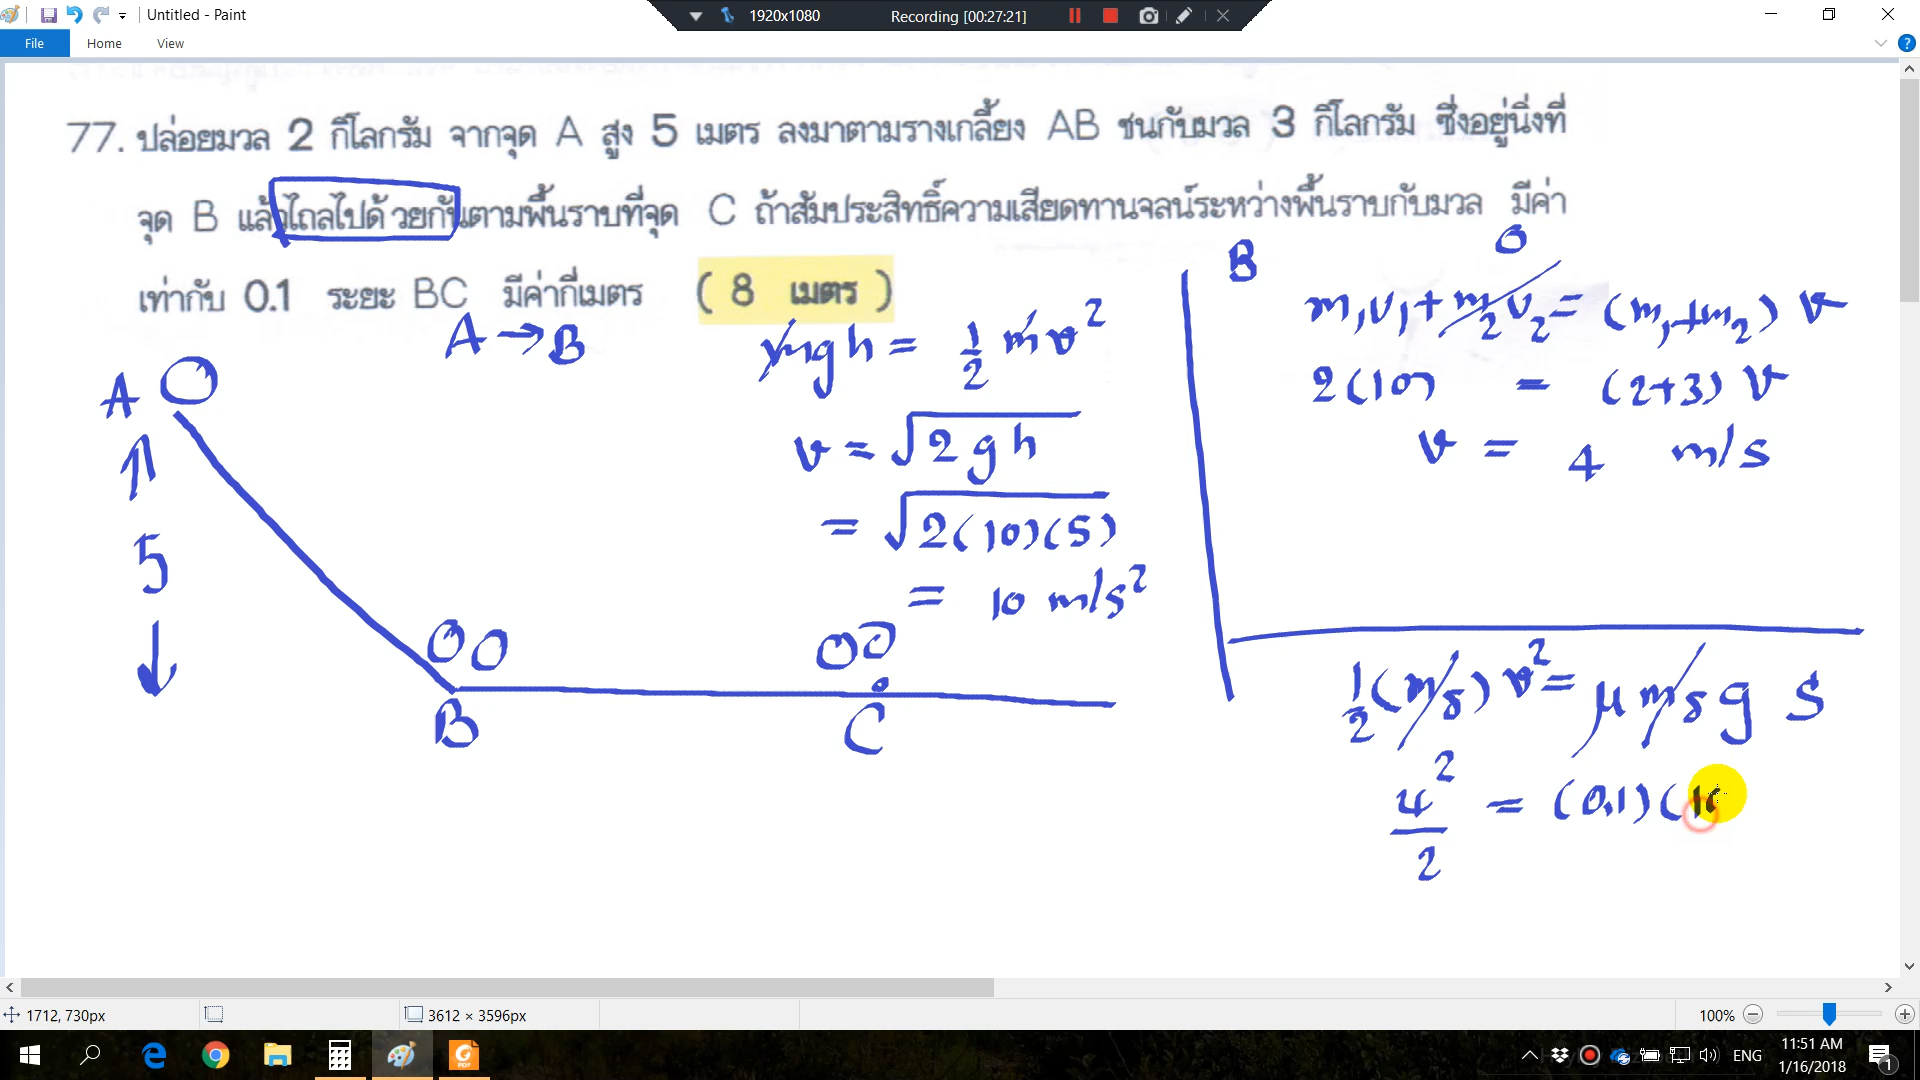 Untitled - Paint
1920x1080
Recording [00:27:21]
File
Home
View
77. ปล่อยมวล 2 กิโลกรัม จากจุด A สูง 5 เมตร ลงมาตามรางเกลี้ยง AB ชนกับมวล 3 กิโลกรัม ซึ่งอยู่นิ่งที่
จุด B แล้วไถลไปด้วยกันตามพื้นราบที่จุด C ถ้าสัมประสิทธิ์ความเสียดทานจลน์ระหว่างพื้นราบกับมวล มีค่า
เท่ากับ 0.1 ระยะ BC มีค่ากี่เมตร ( 8 เมตร )
A → B
mgh = 1/2 mv²
v = √2gh
= √2(10)(5)
= 10 m/s²
A
5
B
C
B
0
m₁v₁ + m₂v₂ = (m₁+m₂) v
2(10) = (2+3) v
v = 4 m/s
1/2 (m/s) v² = μ m/s g S
4²/2 = (0.1)(10
1712, 730px
3612 × 3596px
100%
ENG
11:51 AM
1/16/2018
1